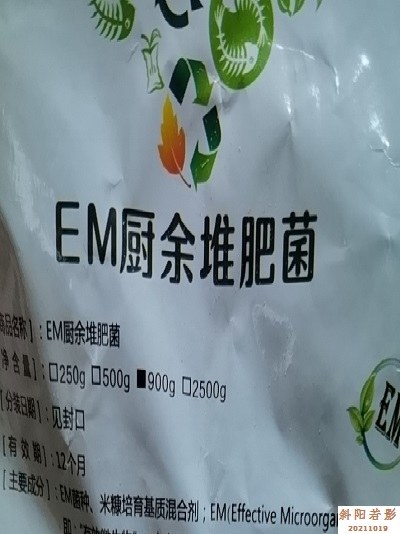 EM厨余堆肥菌
商品名称】：EM厨余堆肥菌
净含量】：□250g □500g ■900g □2500g
【分装日期】：见封口
【有效期】：12个月
【主要成分】：EM菌种、米糠培育基质混合剂；EM(Effective
EM
斜阳若影
20211019